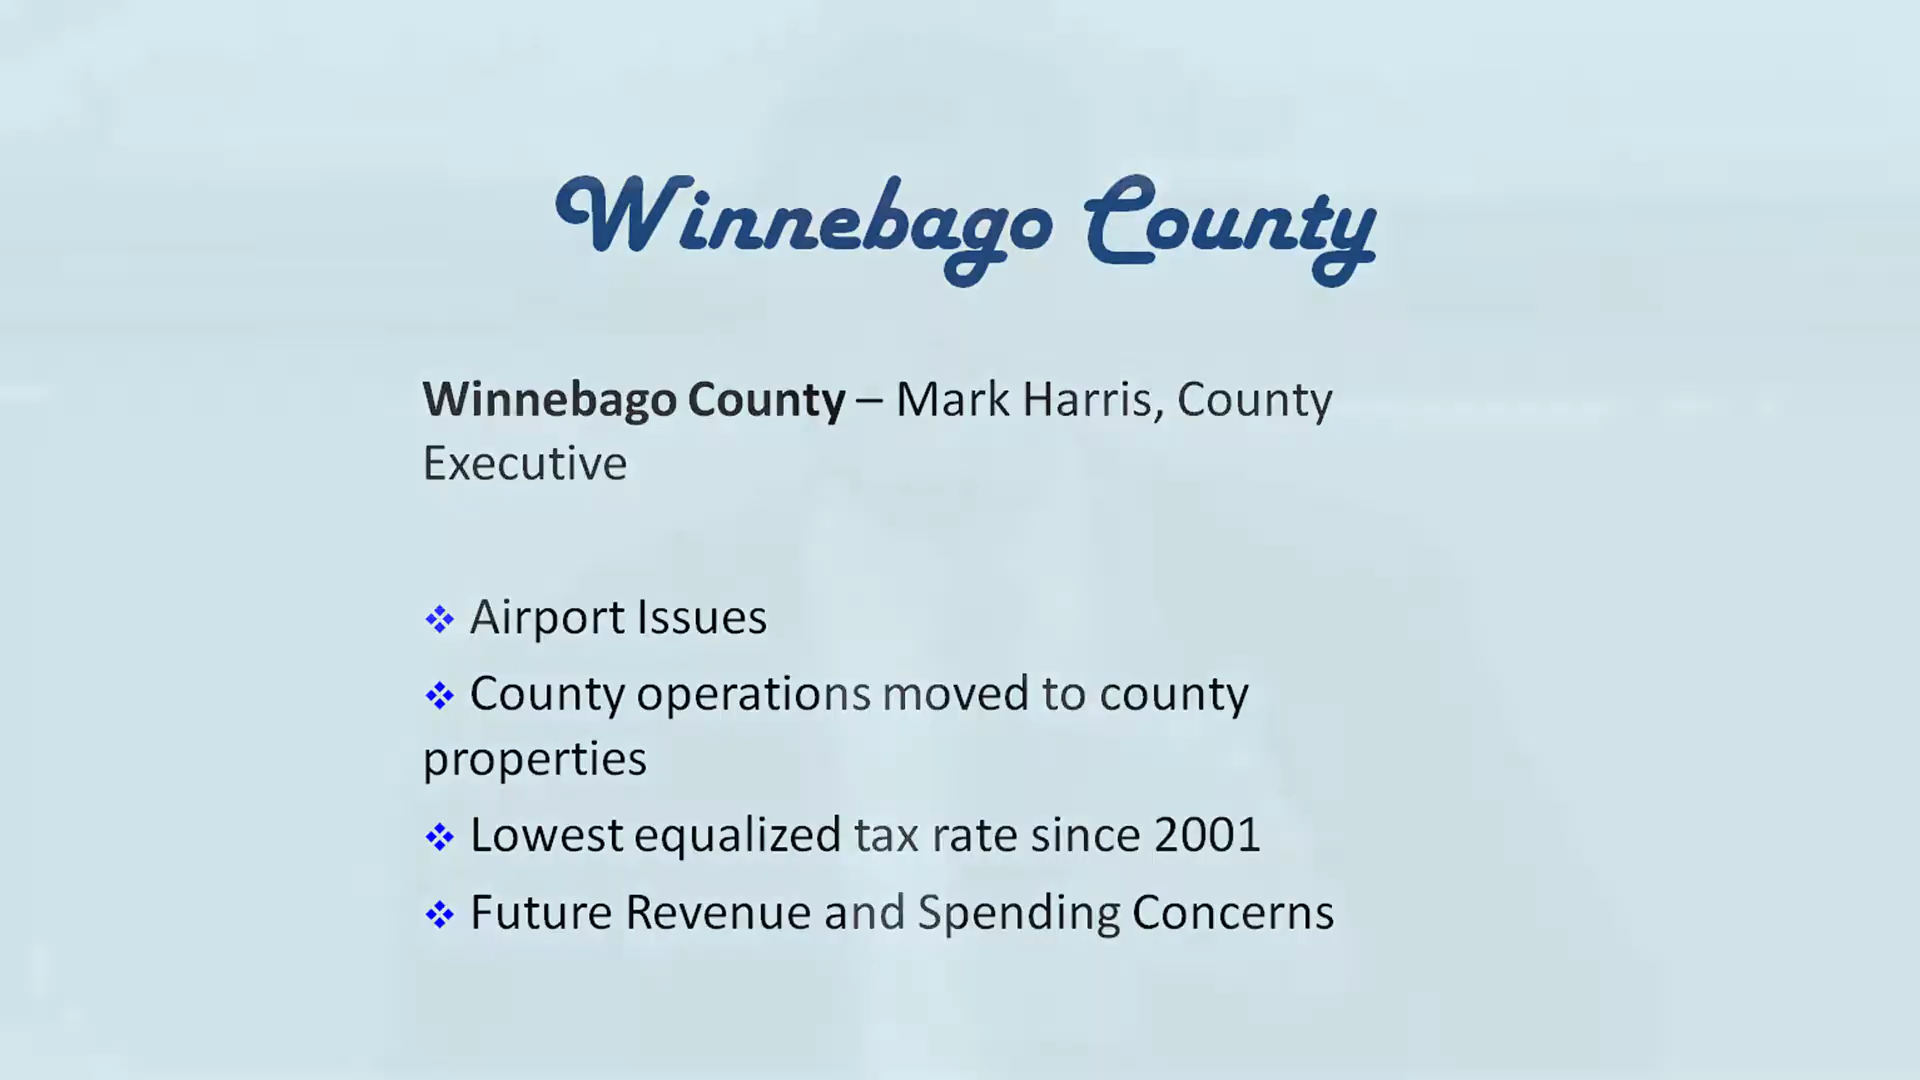 Winnebago County
Winnebago County – Mark Harris, County
Executive
❖ Airport Issues
❖ County operations moved to county
properties
❖ Lowest equalized tax rate since 2001
❖ Future Revenue and Spending Concerns